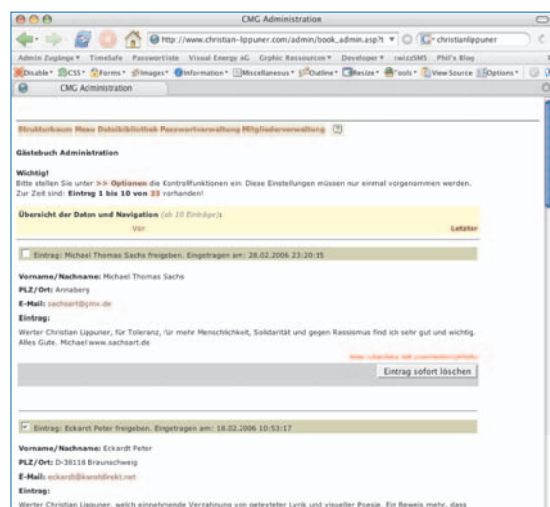 CMG Administration
http://www.christian-lippuner.com/admin/book_admin.asp?t
christianlippuner
Admin Zugänge TimeSafe Passwortliste Visual Energy AG Graphic Ressourcen Developer swizzSMS Phil's Blog
Disable CSS Forms Images Information Miscellaneous Outline Resize Tools View Source Options
CMG Administration
Strukturbaum Menu Dateibibliothek Passwortverwaltung Mitgliederverwaltung [?]
Gästebuch Administration
Wichtig!
Bitte stellen Sie unter >> Optionen die Kontrollfunktionen ein. Diese Einstellungen müssen nur einmal vorgenommen werden.
Zur Zeit sind: Eintrag 1 bis 10 von 33 vorhanden!
Übersicht der Daten und Navigation (ab 10 Einträge):
Vor Letzter
Eintrag: Michael Thomas Sachs freigeben. Eingetragen am: 28.02.2006 23:20:15
Vorname/Nachname: Michael Thomas Sachs
PLZ/Ort: Annaberg
E-Mail: sachsart@gmx.de
Eintrag:
Werter Christian Lippuner, für Toleranz, für mehr Menschlichkeit, Solidarität und gegen Rassismus find ich sehr gut und wichtig.
Alles Gute. Michael www.sachsart.de
Eintrag sofort löschen
Eintrag: Eckarst Peter freigeben. Eingetragen am: 18.02.2006 10:53:17
Vorname/Nachname: Eckardt Peter
PLZ/Ort: D-38118 Braunschweig
E-Mail: eckardt@kunstdirekt.net
Eintrag:
Werter Christian Lippuner, welch einnehmende Verzahnung von getexteter Lyrik und visueller Poesie. Ein Beweis mehr, dass